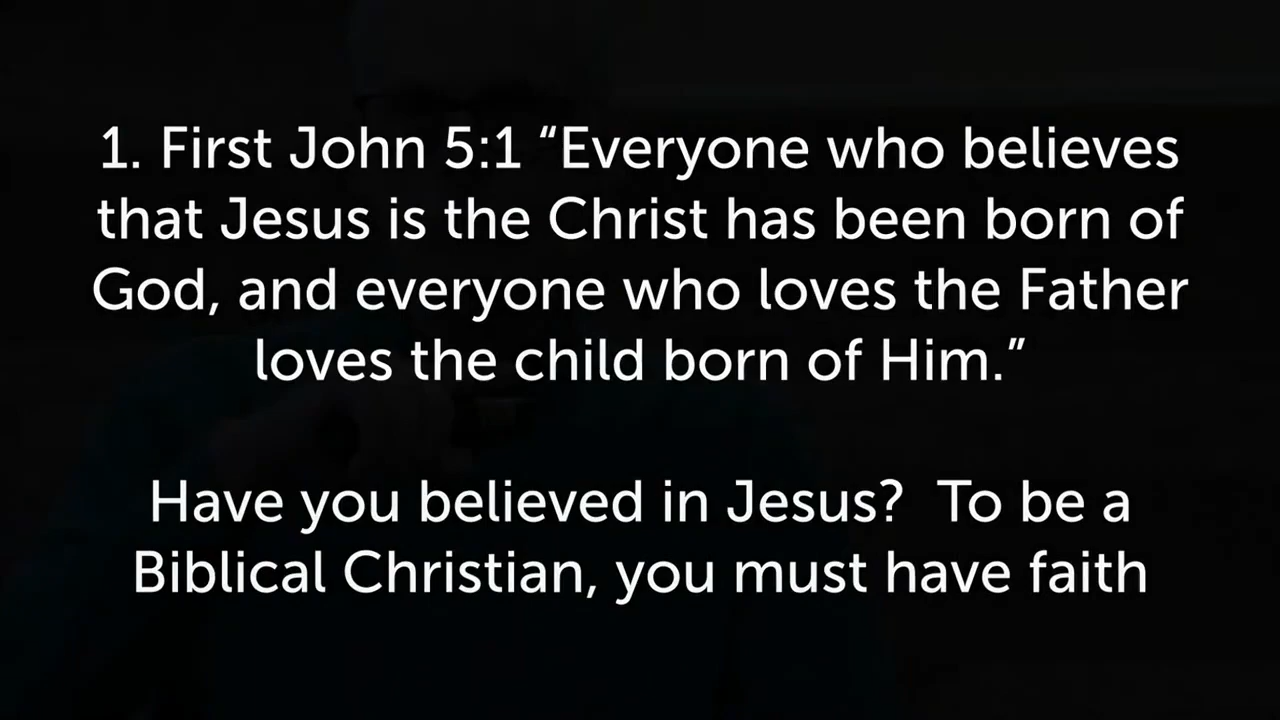 1. First John 5:1 “Everyone who believes
that Jesus is the Christ has been born of
God, and everyone who loves the Father
loves the child born of Him.”
Have you believed in Jesus?  To be a
Biblical Christian, you must have faith